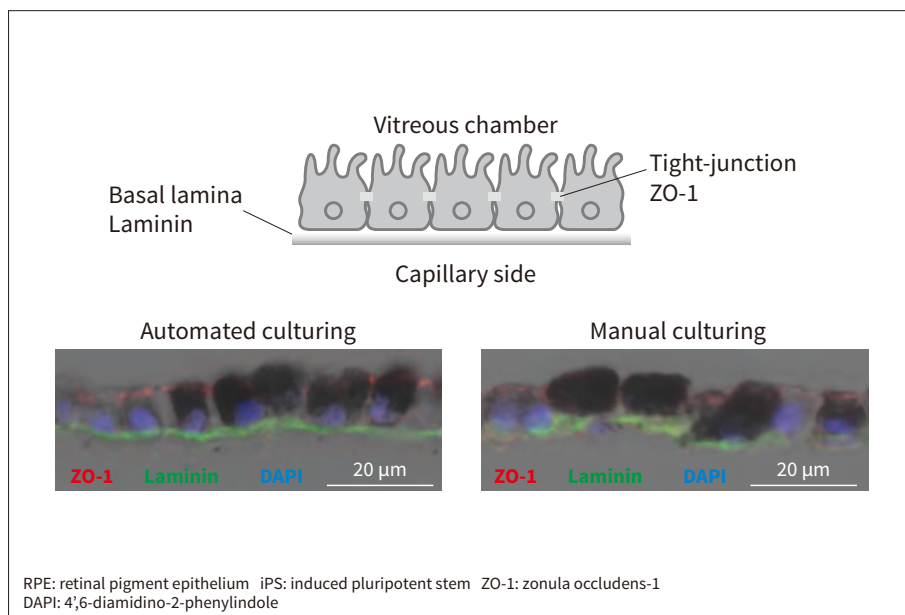 Vitreous chamber
Tight-junction
ZO-1
Basal lamina
Laminin
Capillary side
Automated culturing
Manual culturing
ZO-1 Laminin DAPI 20 μm
ZO-1 Laminin DAPI 20 μm
RPE: retinal pigment epithelium iPS: induced pluripotent stem ZO-1: zonula occludens-1
DAPI: 4’,6-diamidino-2-phenylindole